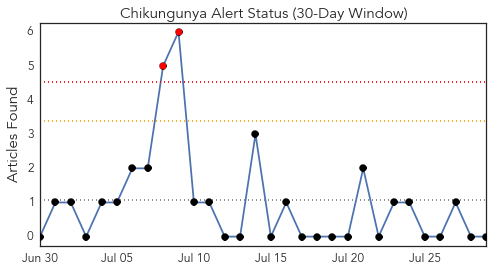 Chikungunya Alert Status (30-Day Window)
Articles Found
6
5
4
3
2
1
0
Jun 30
Jul 05
Jul 10
Jul 15
Jul 20
Jul 25